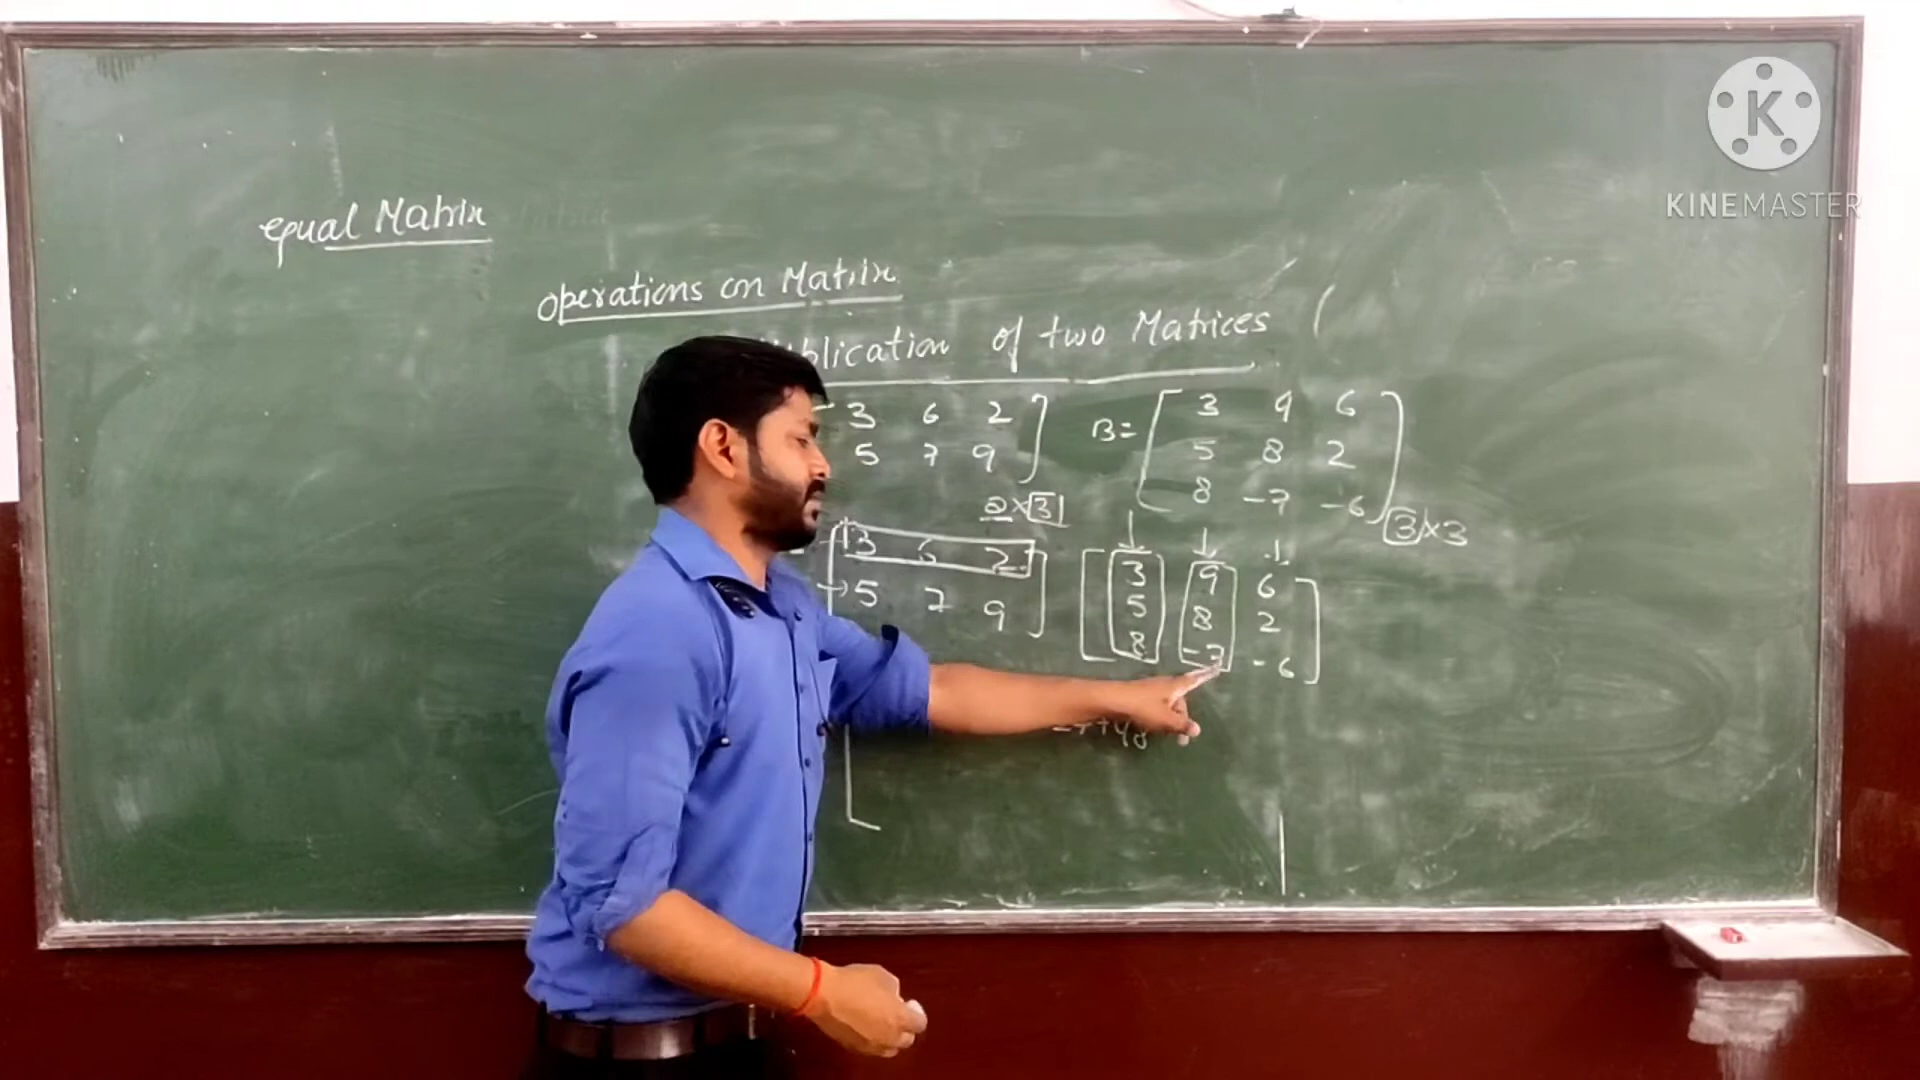 KINEMASTER
equal Matrix
operations on Matrix
of two Matrices (
3 6 2
5 7 9
2×3
B= 3 9 6
5 8 2
8 -7 -6
3×3
3 6 2
→5 7 9
3 9 6
5 8 2
8 -7 -6